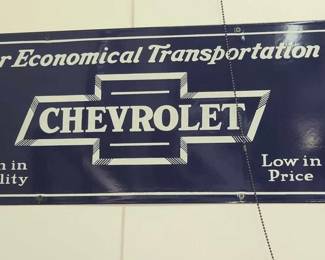 r Economical Transportation
CHEVROLET
h in
lity
Low in
Price